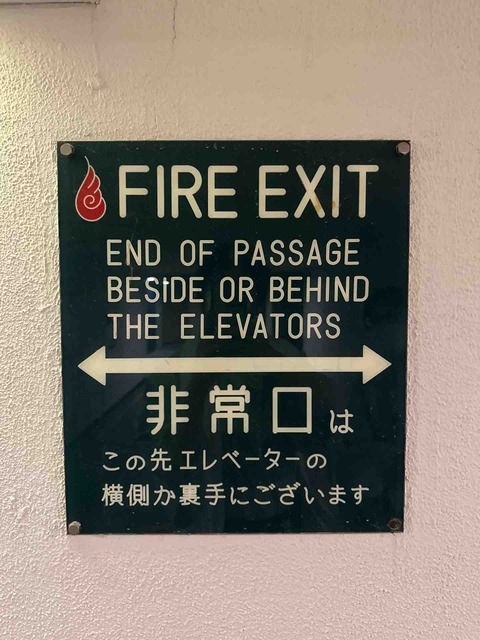 FIRE EXIT
END OF PASSAGE
BESIDE OR BEHIND
THE ELEVATORS
非常口は
この先エレベーターの
横側か裏手にございます